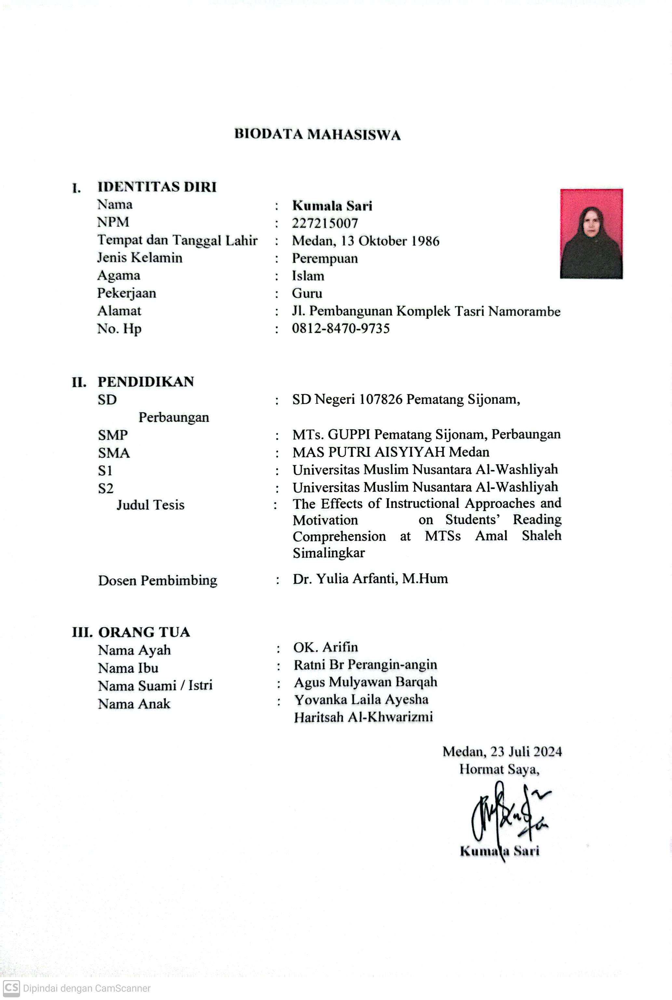 BIODATA MAHASISWA
I. IDENTITAS DIRI
Nama : Kumala Sari
NPM : 227215007
Tempat dan Tanggal Lahir : Medan, 13 Oktober 1986
Jenis Kelamin : Perempuan
Agama : Islam
Pekerjaan : Guru
Alamat : Jl. Pembangunan Komplek Tasri Namorambe
No. Hp : 0812-8470-9735
II. PENDIDIKAN
SD : SD Negeri 107826 Pematang Sijonam,
Perbaungan
SMP : MTs. GUPPI Pematang Sijonam, Perbaungan
SMA : MAS PUTRI AISYIYAH Medan
S1 : Universitas Muslim Nusantara Al-Washliyah
S2 : Universitas Muslim Nusantara Al-Washliyah
Judul Tesis : The Effects of Instructional Approaches and
Motivation on Students’ Reading
Comprehension at MTSs Amal Shaleh
Simalingkar
Dosen Pembimbing : Dr. Yulia Arfanti, M.Hum
III. ORANG TUA
Nama Ayah : OK. Arifin
Nama Ibu : Ratni Br Perangin-angin
Nama Suami / Istri : Agus Mulyawan Barqah
Nama Anak : Yovanka Laila Ayesha
Haritsah Al-Khwarizmi
Medan, 23 Juli 2024
Hormat Saya,
Kumala Sari
CS Dipindai dengan CamScanner